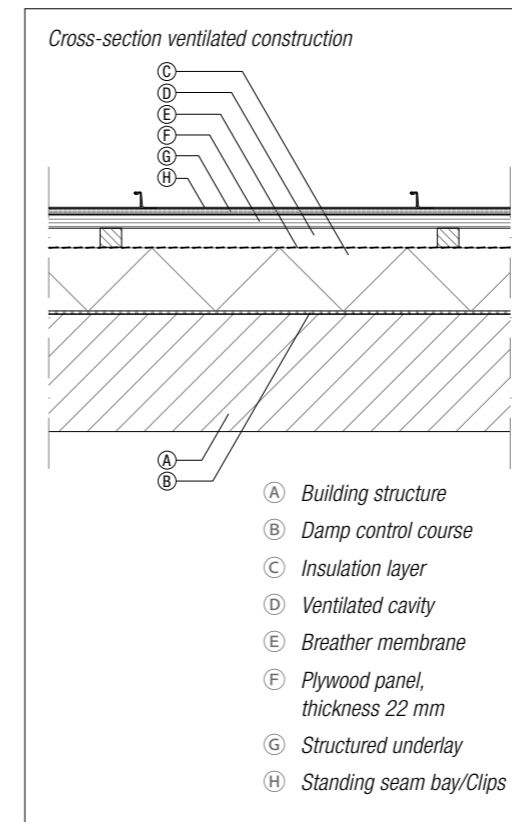 Cross-section ventilated construction
Ⓒ
Ⓓ
Ⓔ
Ⓕ
Ⓖ
Ⓗ
Ⓐ
Ⓑ
Ⓐ Building structure
Ⓑ Damp control course
Ⓒ Insulation layer
Ⓓ Ventilated cavity
Ⓔ Breather membrane
Ⓕ Plywood panel,
thickness 22 mm
Ⓖ Structured underlay
Ⓗ Standing seam bay/Clips